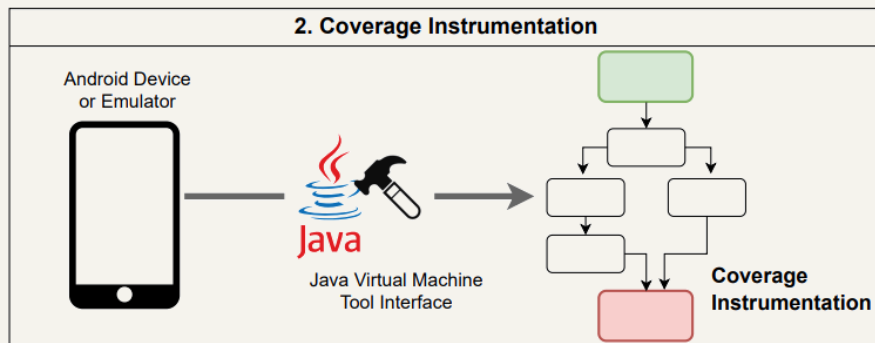 2. Coverage Instrumentation
Android Device
or Emulator
Java
Java Virtual Machine
Tool Interface
Coverage
Instrumentation